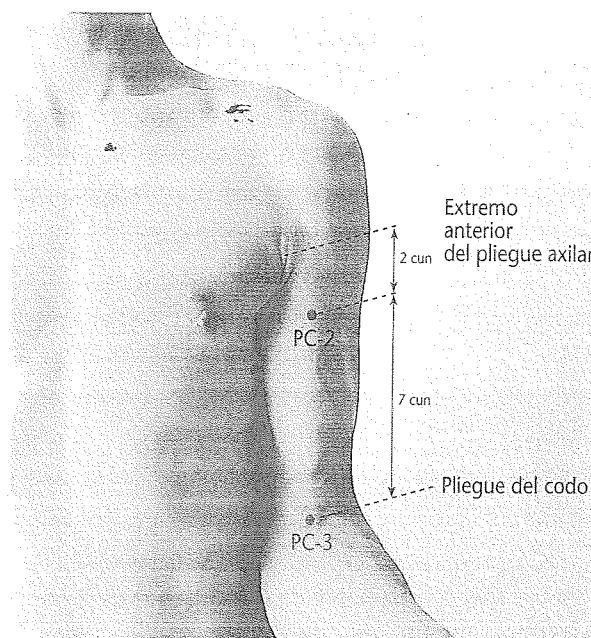 Extremo
anterior
del pliegue axilar
2 cun
PC-2
7 cun
Pliegue del codo
PC-3